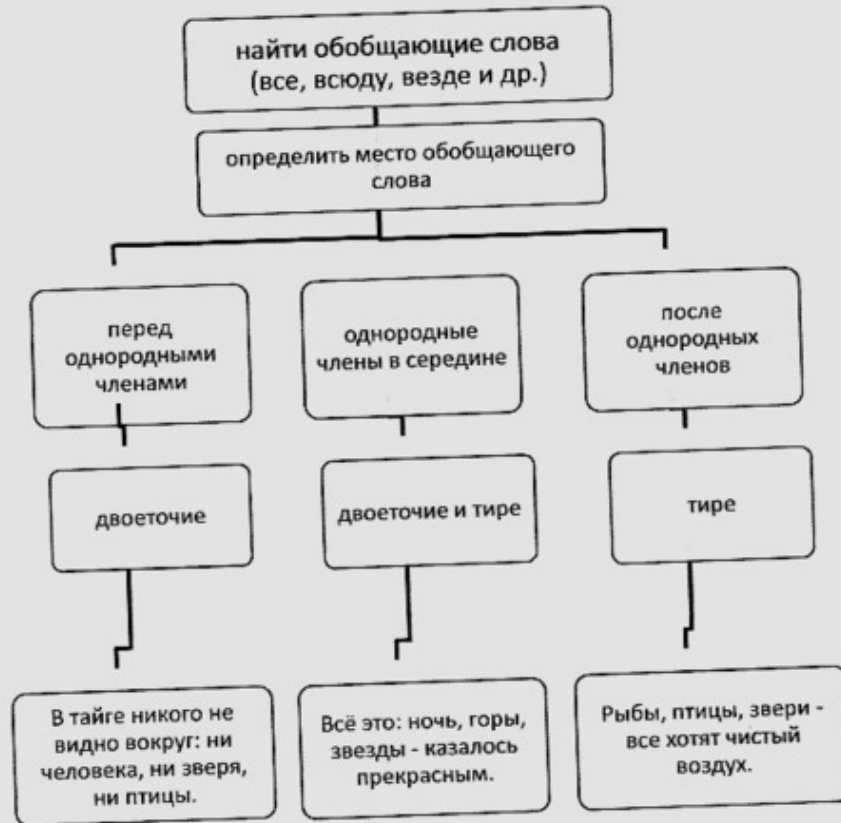 найти обобщающие слова
(все, всюду, везде и др.)
определить место обобщающего
слова
перед
однородными
членами
однородные
члены в середине
после
однородных
членов
двоеточие
двоеточие и тире
тире
В тайге никого не
видно вокруг: ни
человека, ни зверя,
ни птицы.
Всё это: ночь, горы,
звезды - казалось
прекрасным.
Рыбы, птицы, звери -
все хотят чистый
воздух.